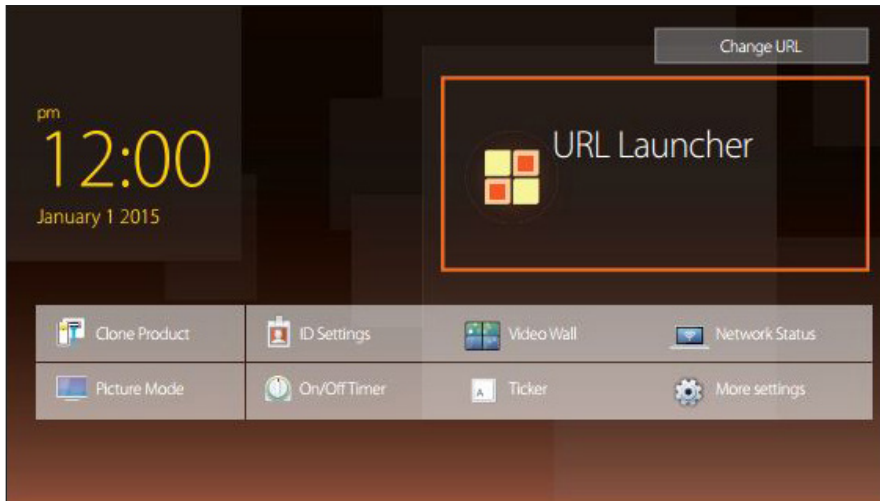 Change URL
pm
12:00
January 1 2015
URL Launcher
Clone Product
ID Settings
Video Wall
Network Status
Picture Mode
On/Off Timer
A
Ticker
More settings